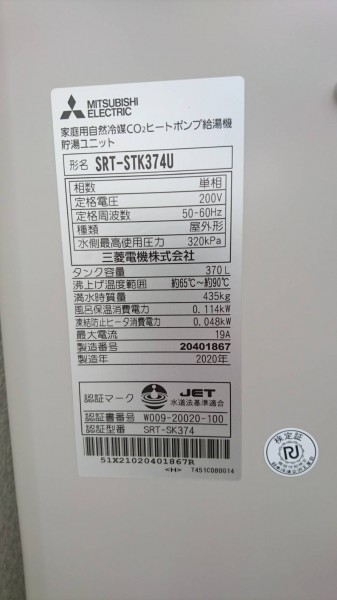 MITSUBISHI
ELECTRIC
家庭用自然冷媒CO₂ヒートポンプ給湯機
貯湯ユニット
形名 SRT-STK374U
相数 単相
定格電圧 200V
定格周波数 50-60Hz
種類 屋外形
水側最高使用圧力 320kPa
三菱電機株式会社
タンク容量 370L
沸上げ温度範囲 約65℃～約90℃
満水時質量 435kg
風呂保温消費電力 0.114kW
凍結防止ヒータ消費電力 0.048kW
最大電流 19A
製造番号 20401867
製造年 2020年
認証マーク JET
水道法基準適合
認証書番号 W009-20020-100
認証型番 SRT-SK374
51X21020401867R
<H> T451C080G14
検定証